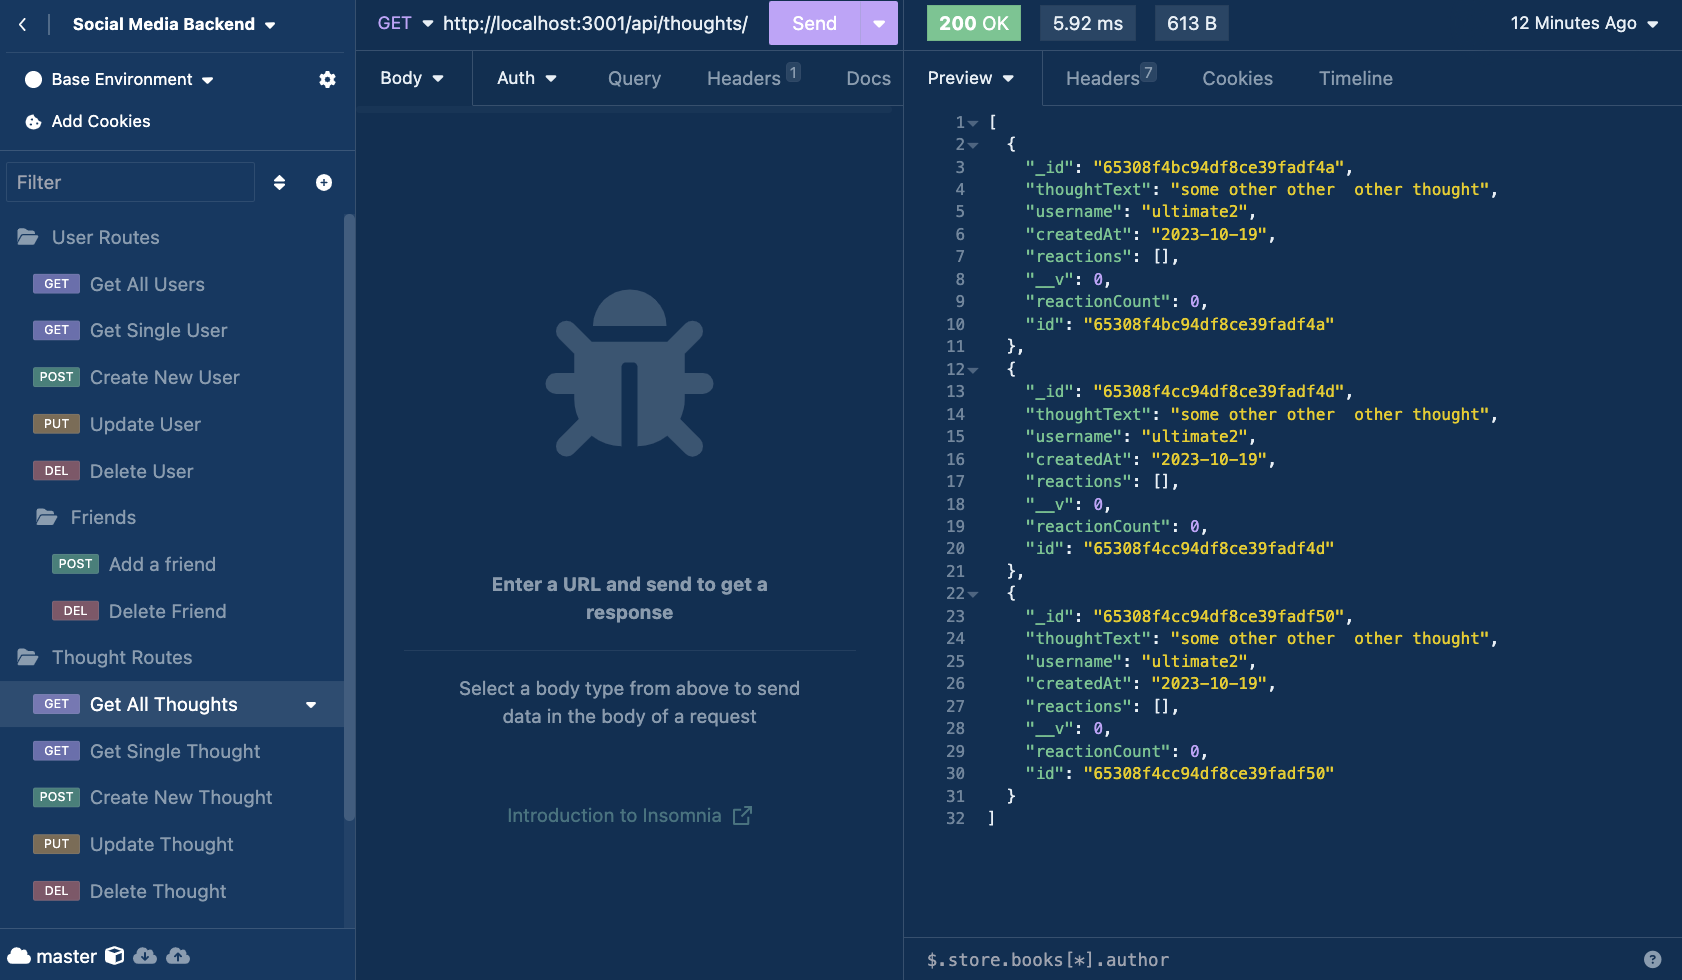 Social Media Backend
Base Environment
Add Cookies
Filter
User Routes
GET Get All Users
GET Get Single User
POST Create New User
PUT Update User
DEL Delete User
Friends
POST Add a friend
DEL Delete Friend
Thought Routes
GET Get All Thoughts
GET Get Single Thought
POST Create New Thought
PUT Update Thought
DEL Delete Thought
master
GET http://localhost:3001/api/thoughts/ Send
Body Auth Query Headers 1 Docs
Enter a URL and send to get a
response
Select a body type from above to send
data in the body of a request
Introduction to Insomnia
200 OK 5.92 ms 613 B 12 Minutes Ago
Preview Headers 7 Cookies Timeline
1 [
2 {
3 "_id": "65308f4bc94df8ce39fadf4a",
4 "thoughtText": "some other other  other thought",
5 "username": "ultimate2",
6 "createdAt": "2023-10-19",
7 "reactions": [],
8 "__v": 0,
9 "reactionCount": 0,
10 "id": "65308f4bc94df8ce39fadf4a"
11 },
12 {
13 "_id": "65308f4cc94df8ce39fadf4d",
14 "thoughtText": "some other other  other thought",
15 "username": "ultimate2",
16 "createdAt": "2023-10-19",
17 "reactions": [],
18 "__v": 0,
19 "reactionCount": 0,
20 "id": "65308f4cc94df8ce39fadf4d"
21 },
22 {
23 "_id": "65308f4cc94df8ce39fadf50",
24 "thoughtText": "some other other  other thought",
25 "username": "ultimate2",
26 "createdAt": "2023-10-19",
27 "reactions": [],
28 "__v": 0,
29 "reactionCount": 0,
30 "id": "65308f4cc94df8ce39fadf50"
31 }
32 ]
$.store.books[*].author ?